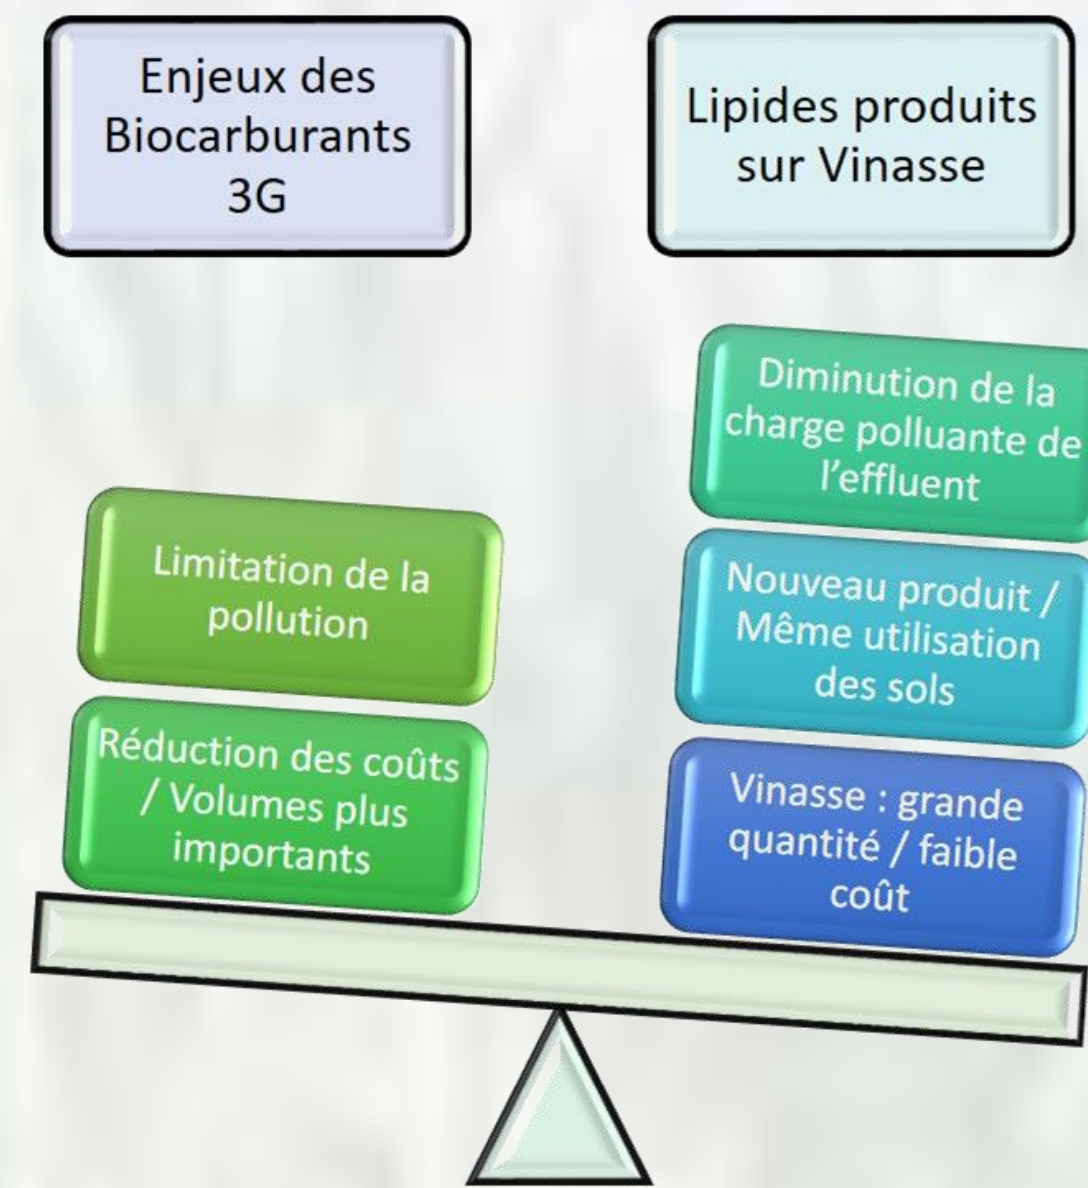 Enjeux des
Biocarburants
3G
Lipides produits
sur Vinasse
Limitation de la
pollution
Réduction des coûts
/ Volumes plus
importants
Diminution de la
charge polluante de
l’effluent
Nouveau produit /
Même utilisation
des sols
Vinasse : grande
quantité / faible
coût